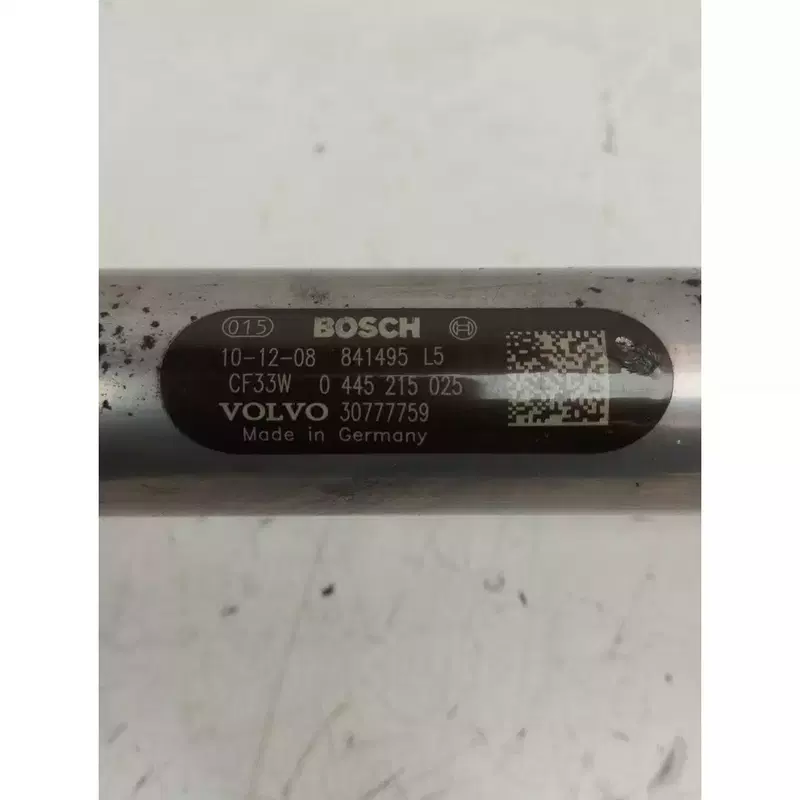 015 BOSCH
10-12-08 841495 L5
CF33W 0 445 215 025
VOLVO 30777759
Made in Germany